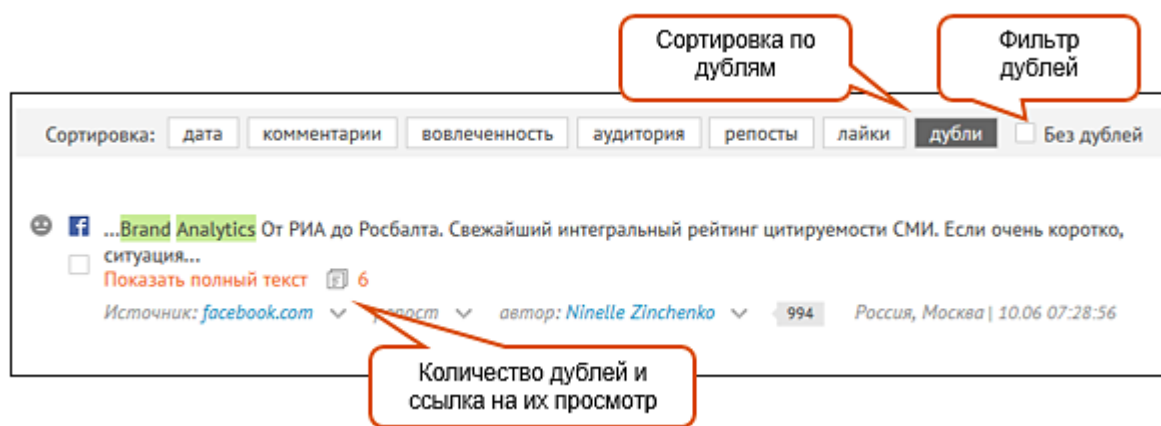 Сортировка по
дублям
Фильтр
дублей
Сортировка: дата комментарии вовлеченность аудитория репосты лайки дубли Без дублей
...Brand Analytics От РИА до Росбалта. Свежайший интегральный рейтинг цитируемости СМИ. Если очень коротко,
ситуация...
Показать полный текст 6
Источник: facebook.com репост автор: Ninelle Zinchenko 994 Россия, Москва | 10.06 07:28:56
Количество дублей и
ссылка на их просмотр